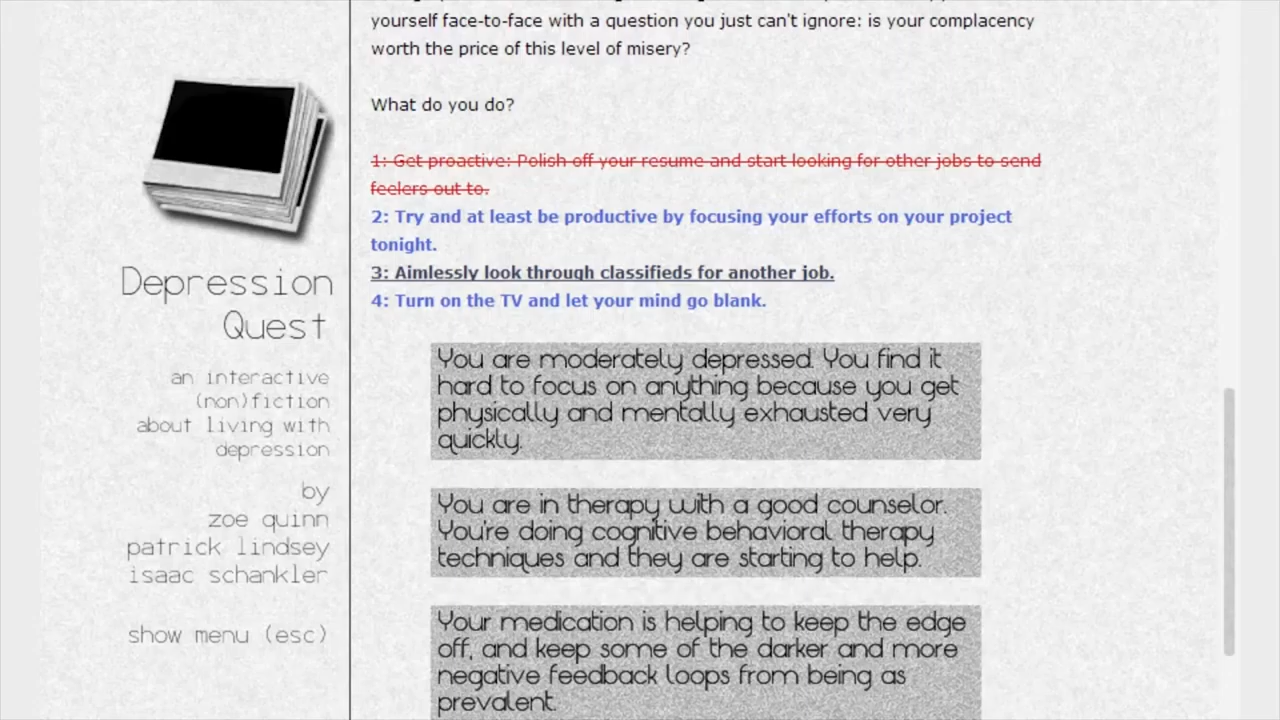 yourself face-to-face with a question you just can't ignore: is your complacency
worth the price of this level of misery?
What do you do?
1: Get proactive: Polish off your resume and start looking for other jobs to send
feelers out to.
2: Try and at least be productive by focusing your efforts on your project
tonight.
3: Aimlessly look through classifieds for another job.
4: Turn on the TV and let your mind go blank.
You are moderately depressed. You find it
hard to focus on anything because you get
physically and mentally exhausted very
quickly.
You are in therapy with a good counselor.
You're doing cognitive behavioral therapy
techniques and they are starting to help.
Your medication is helping to keep the edge
off, and keep some of the darker and more
negative feedback loops from being as
prevalent.
Depression
Quest
an interactive
(non)fiction
about living with
depression
by
zoe quinn
patrick lindsey
isaac schankler
show menu (esc)